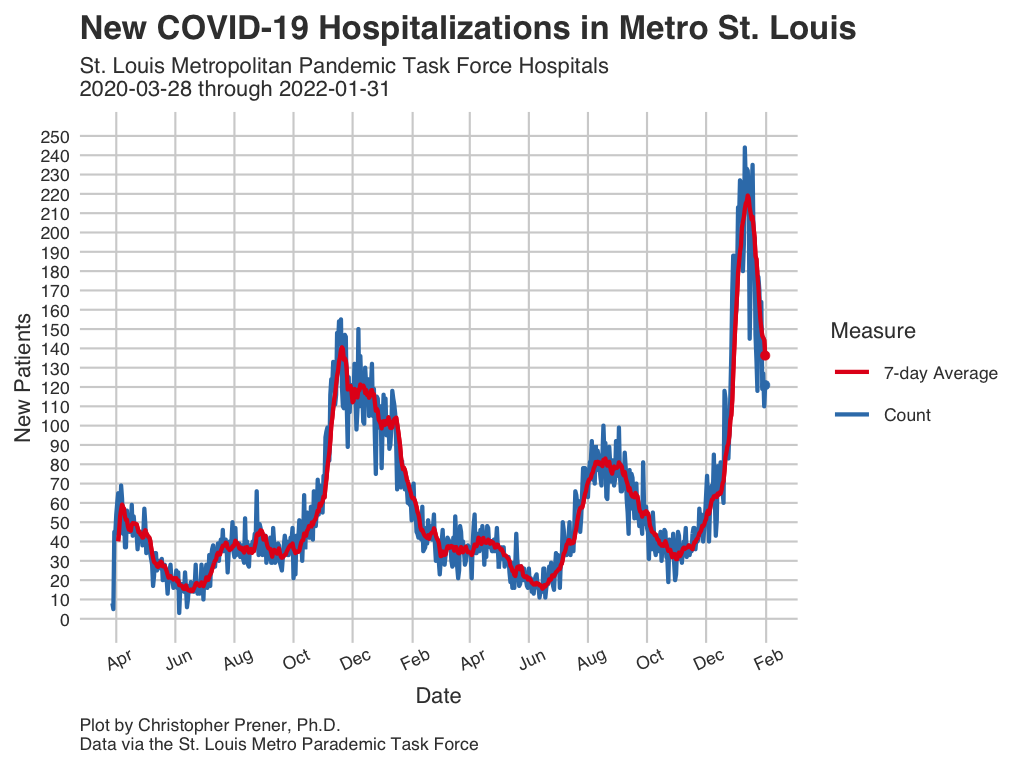 New COVID-19 Hospitalizations in Metro St. Louis
St. Louis Metropolitan Pandemic Task Force Hospitals
2020-03-28 through 2022-01-31
250
240
230
220
210
200
190
180
170
160
150
140
130
120
110
100
90
80
70
60
50
40
30
20
10
0
New Patients
Apr
Jun
Aug
Oct
Dec
Feb
Apr
Jun
Aug
Oct
Dec
Feb
Date
Measure
7-day Average
Count
Plot by Christopher Prener, Ph.D.
Data via the St. Louis Metro Parademic Task Force